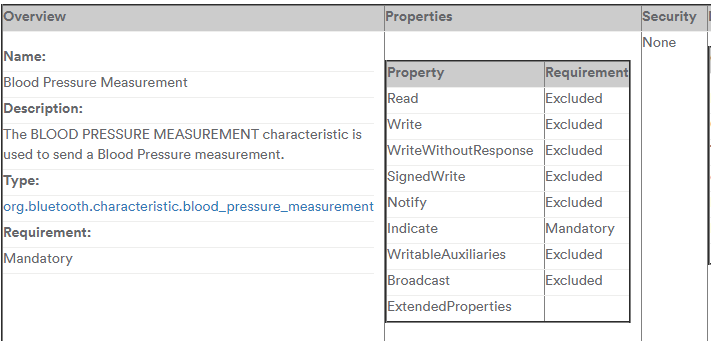 Overview
Properties
Security
Name:
Blood Pressure Measurement
Description:
The BLOOD PRESSURE MEASUREMENT characteristic is
used to send a Blood Pressure measurement.
Type:
org.bluetooth.characteristic.blood_pressure_measurement
Requirement:
Mandatory
Property Requirement
Read Excluded
Write Excluded
WriteWithoutResponse Excluded
SignedWrite Excluded
Notify Excluded
Indicate Mandatory
WritableAuxiliaries Excluded
Broadcast Excluded
ExtendedProperties
None